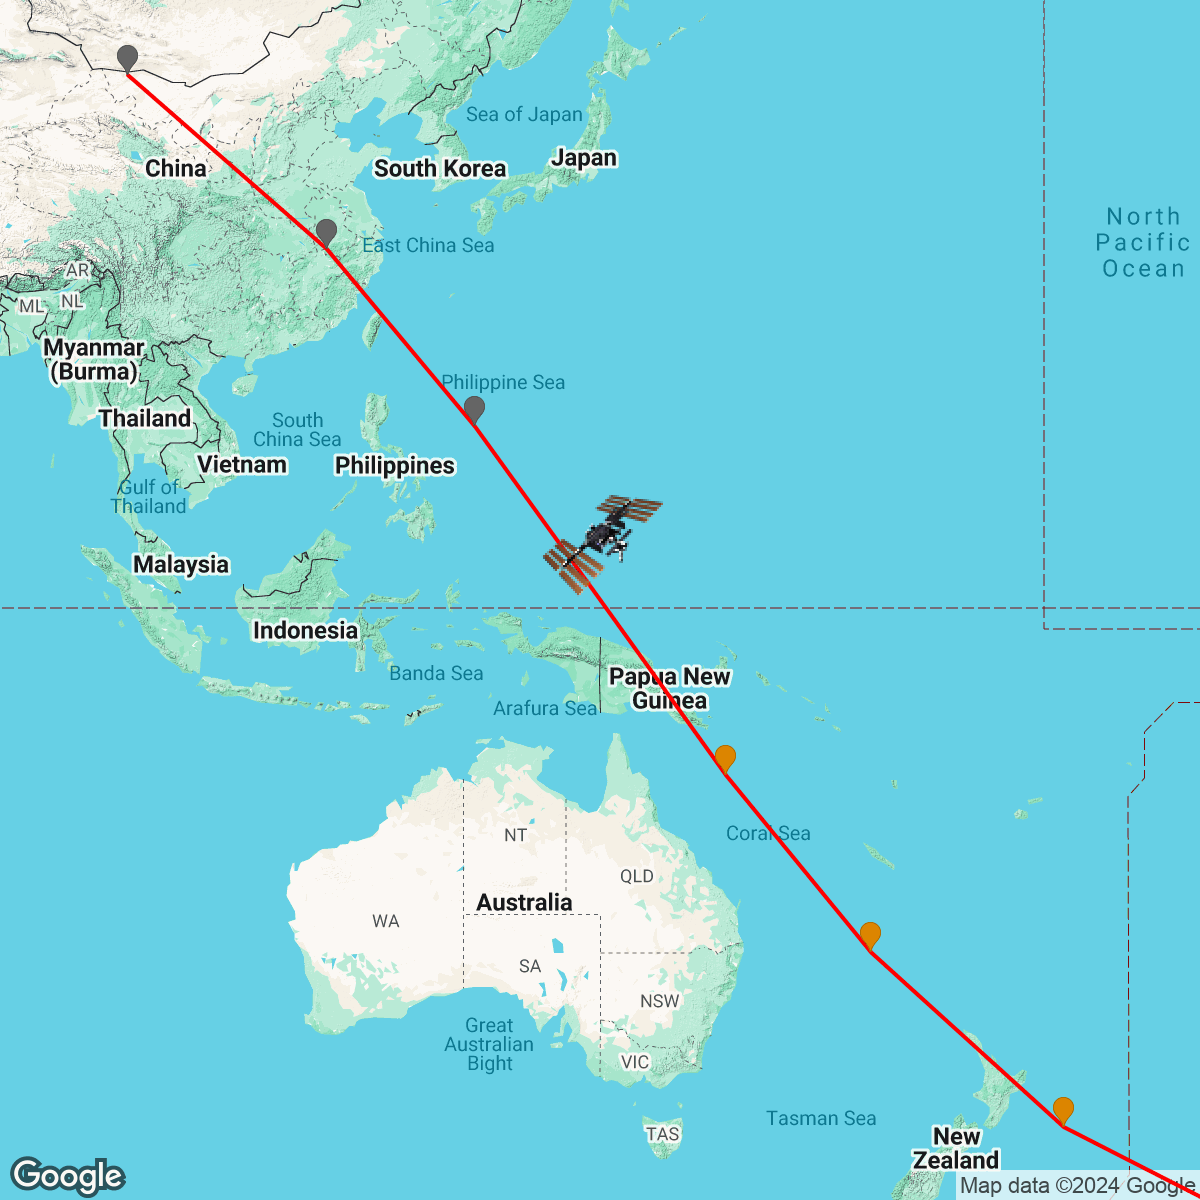 Sea of Japan
Japan
China
South Korea
North
Pacific
Ocean
East China Sea
AR
ML
NL
Myanmar
(Burma)
Philippine Sea
Thailand
South
China Sea
Vietnam
Philippines
Gulf of
Thailand
Malaysia
Indonesia
Banda Sea
Papua New
Guinea
Arafura Sea
NT
Coral Sea
QLD
Australia
WA
SA
NSW
Great
Australian
Bight
VIC
Tasman Sea
TAS
New
Zealand
Google
Map data ©2024 Google